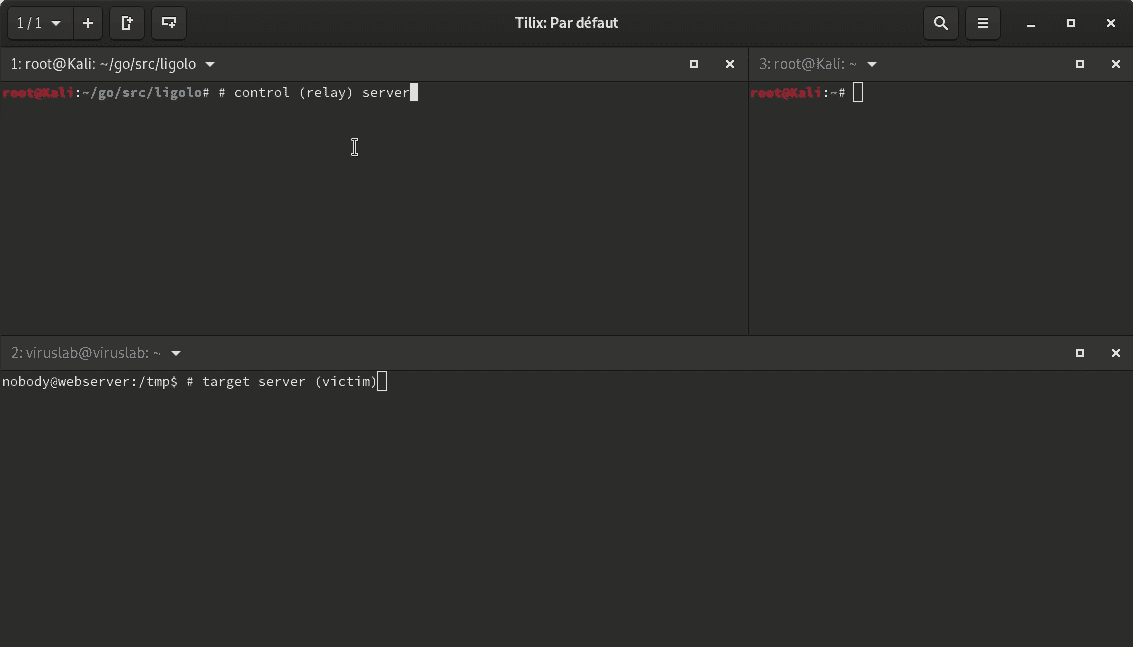 1 / 1
Tilix: Par défaut
1: root@Kali: ~/go/src/ligolo
3: root@Kali: ~
root@Kali:~/go/src/ligolo# # control (relay) server
root@Kali:~#
2: viruslab@viruslab: ~
nobody@webserver:/tmp$ # target server (victim)